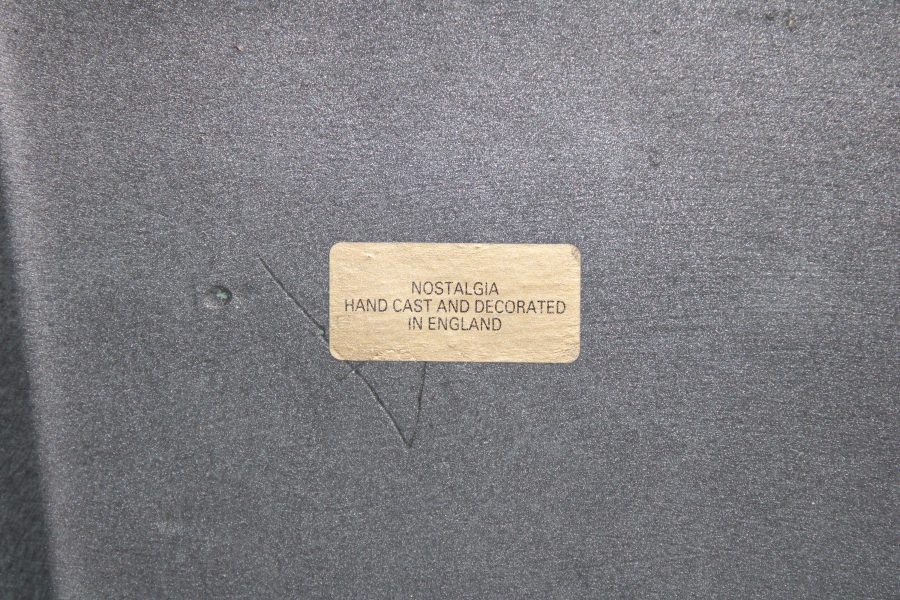 NOSTALGIA
HAND CAST AND DECORATED
IN ENGLAND